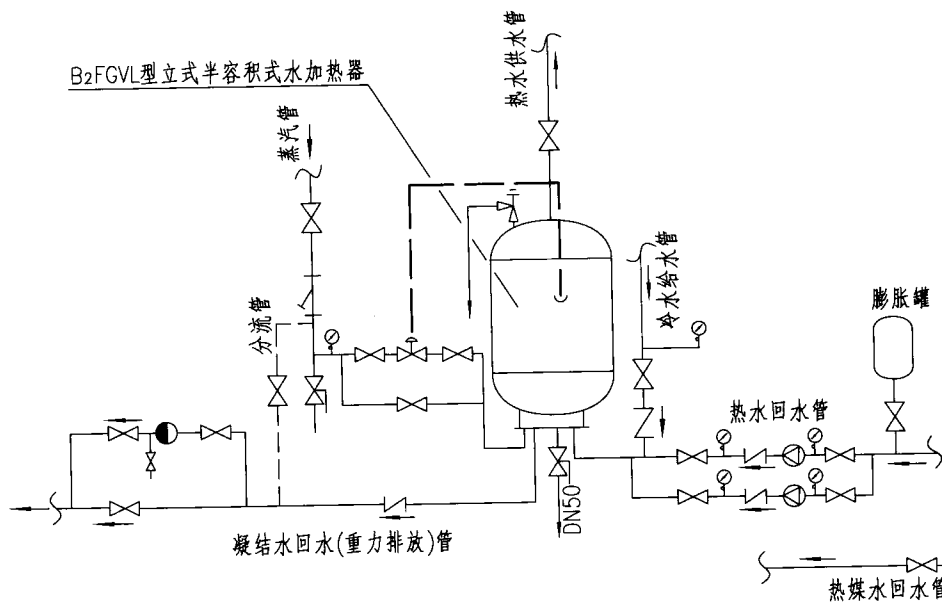 热水供水管
B2FGVL型立式半容积式水加热器
蒸汽管
冷水给水管
膨胀罐
分流管
热水回水管
DN50
凝结水回水(重力排放)管
热媒水回水管